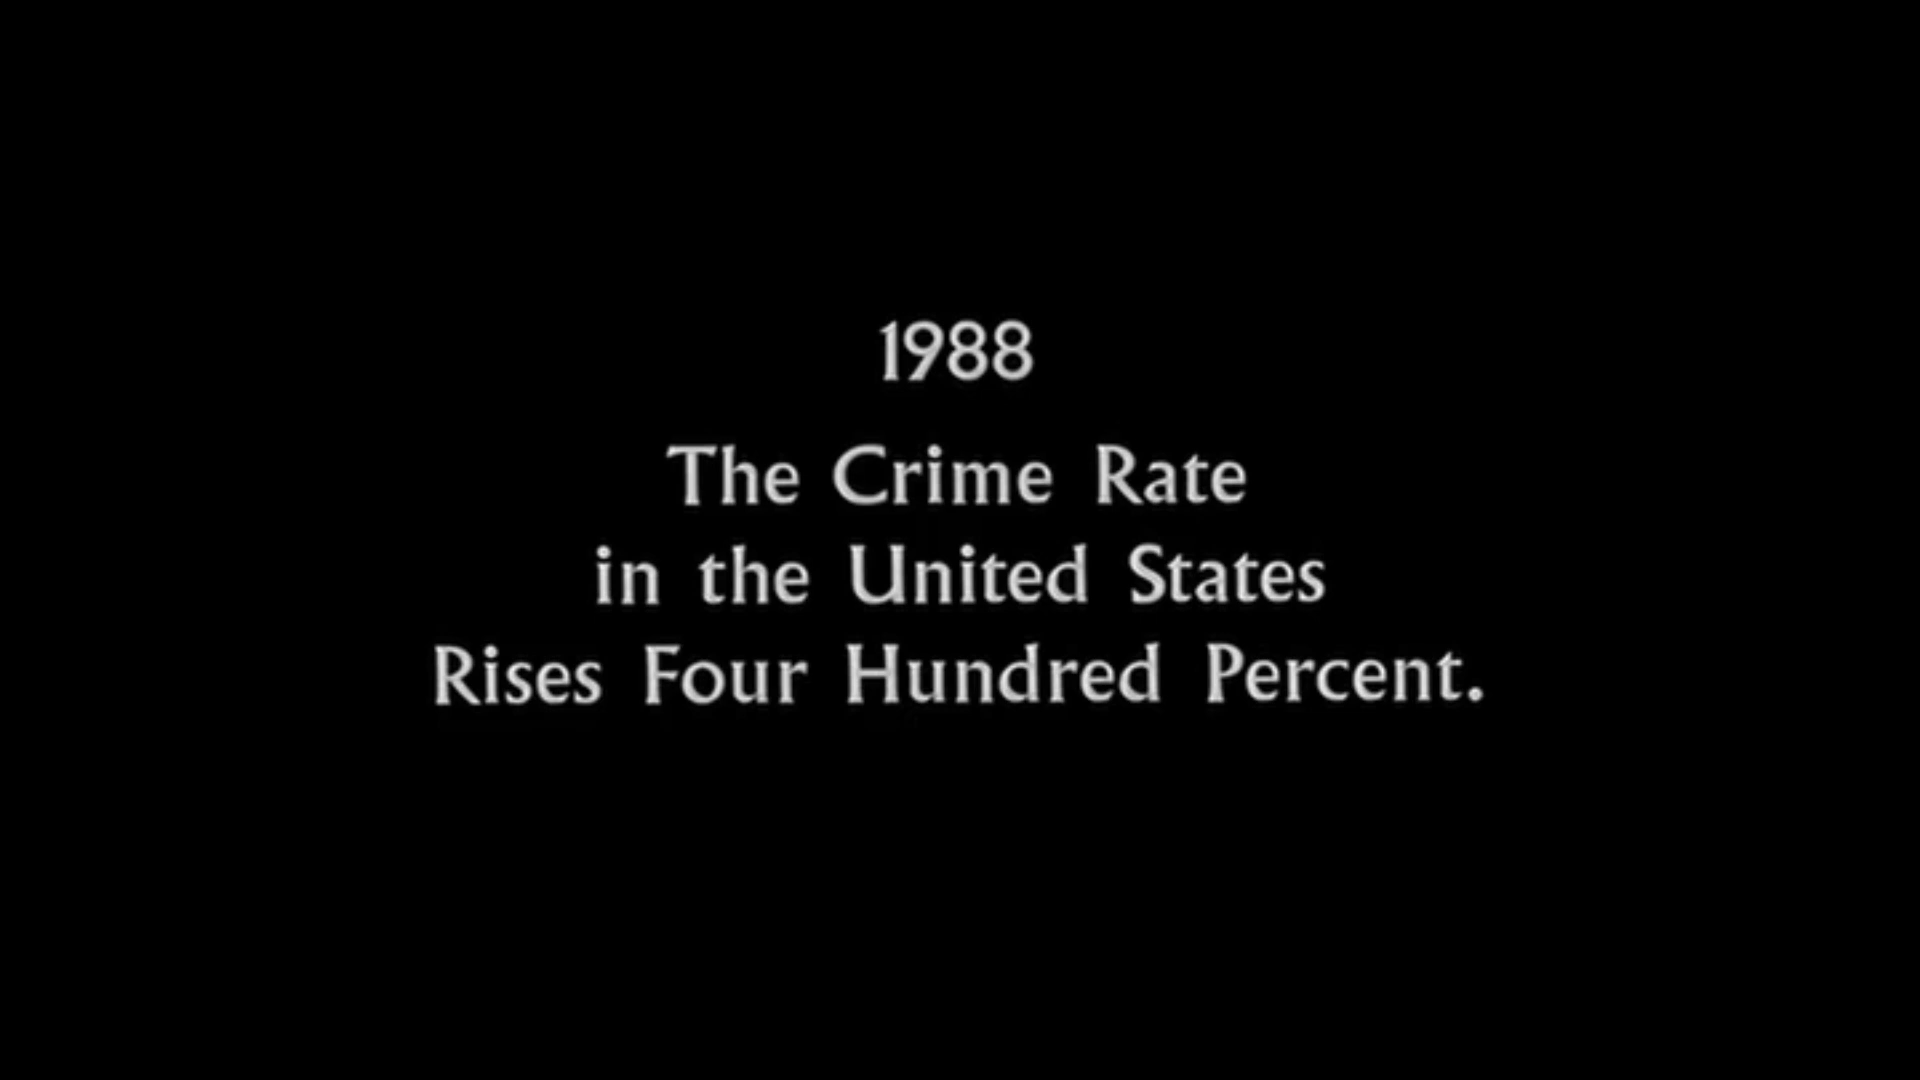 1988
The Crime Rate
in the United States
Rises Four Hundred Percent.